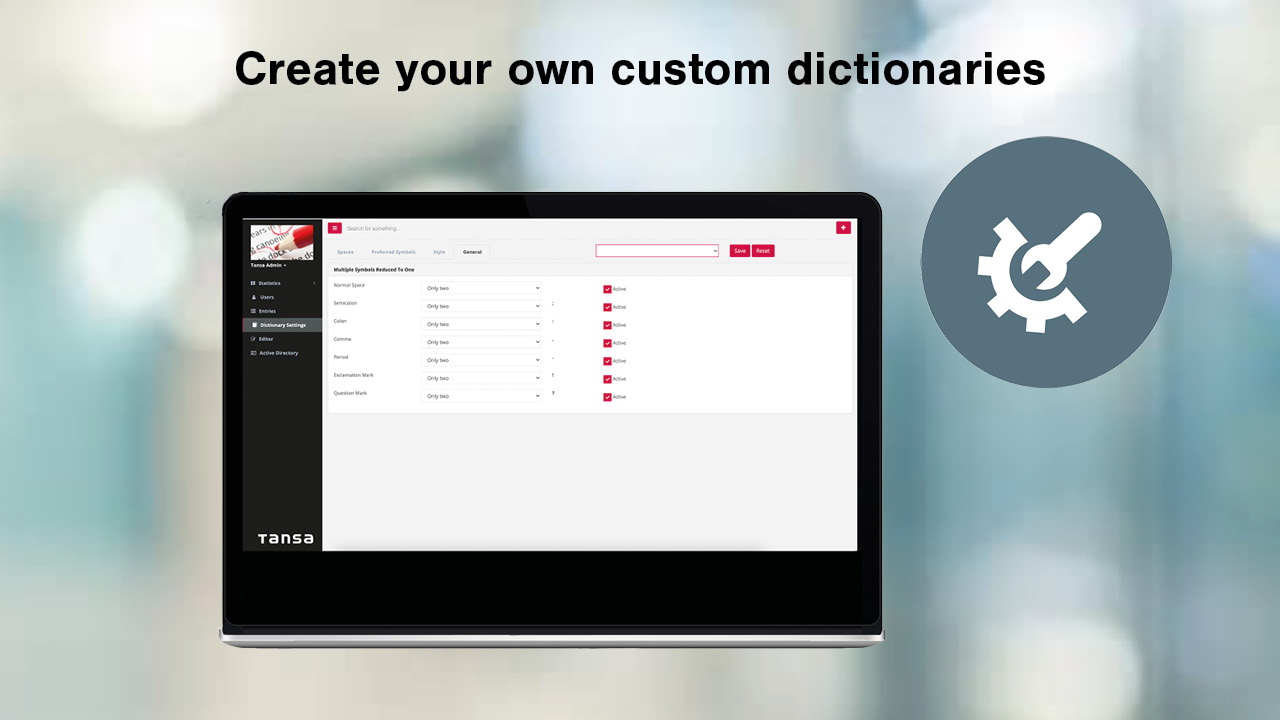 Create your own custom dictionaries
Search for something...
Tansa Admin
Statistics
Users
Entries
Dictionary Settings
Editor
Active Directory
Tansa
Spaces Preferred Symbols Style General
Save Reset
Multiple Symbols Reduced To One
Normal Space Only two Active
Semicolon Only two ; Active
Colon Only two : Active
Comma Only two Active
Period Only two Active
Exclamation Mark Only two ! Active
Question Mark Only two ? Active